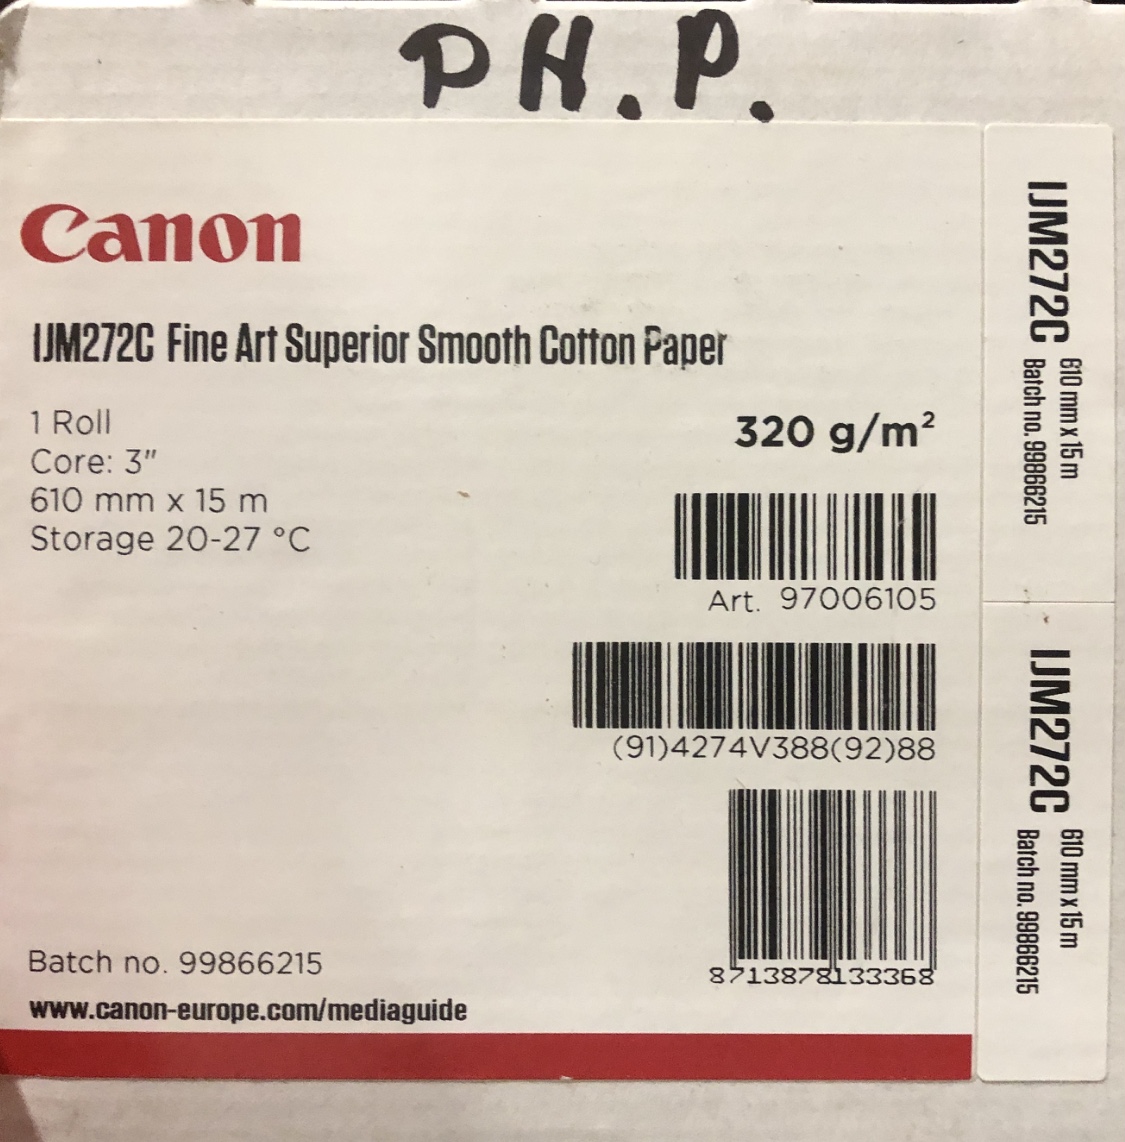 PH.P.
Canon
IJM272C Fine Art Superior Smooth Cotton Paper
1 Roll
Core: 3"
610 mm x 15 m
Storage 20-27 °C
320 g/m²
Art. 97006105
(91)4274V388(92)88
8713878133368
Batch no. 99866215
www.canon-europe.com/mediaguide
IJM272C
610 mm x 15 m
Batch no. 99866215
IJM272C
610 mm x 15 m
Batch no. 99866215